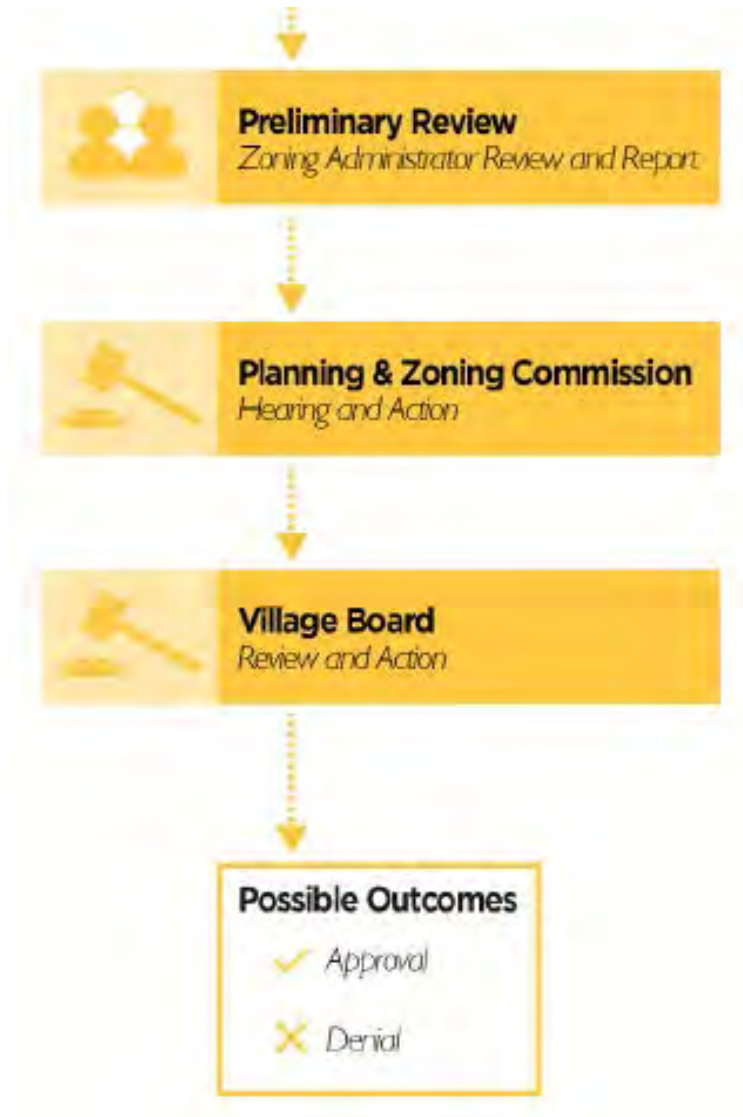 Preliminary Review
Zoning Administrator Review and Report
Planning & Zoning Commission
Hearing and Action
Village Board
Review and Action
Possible Outcomes
Approval
Denial